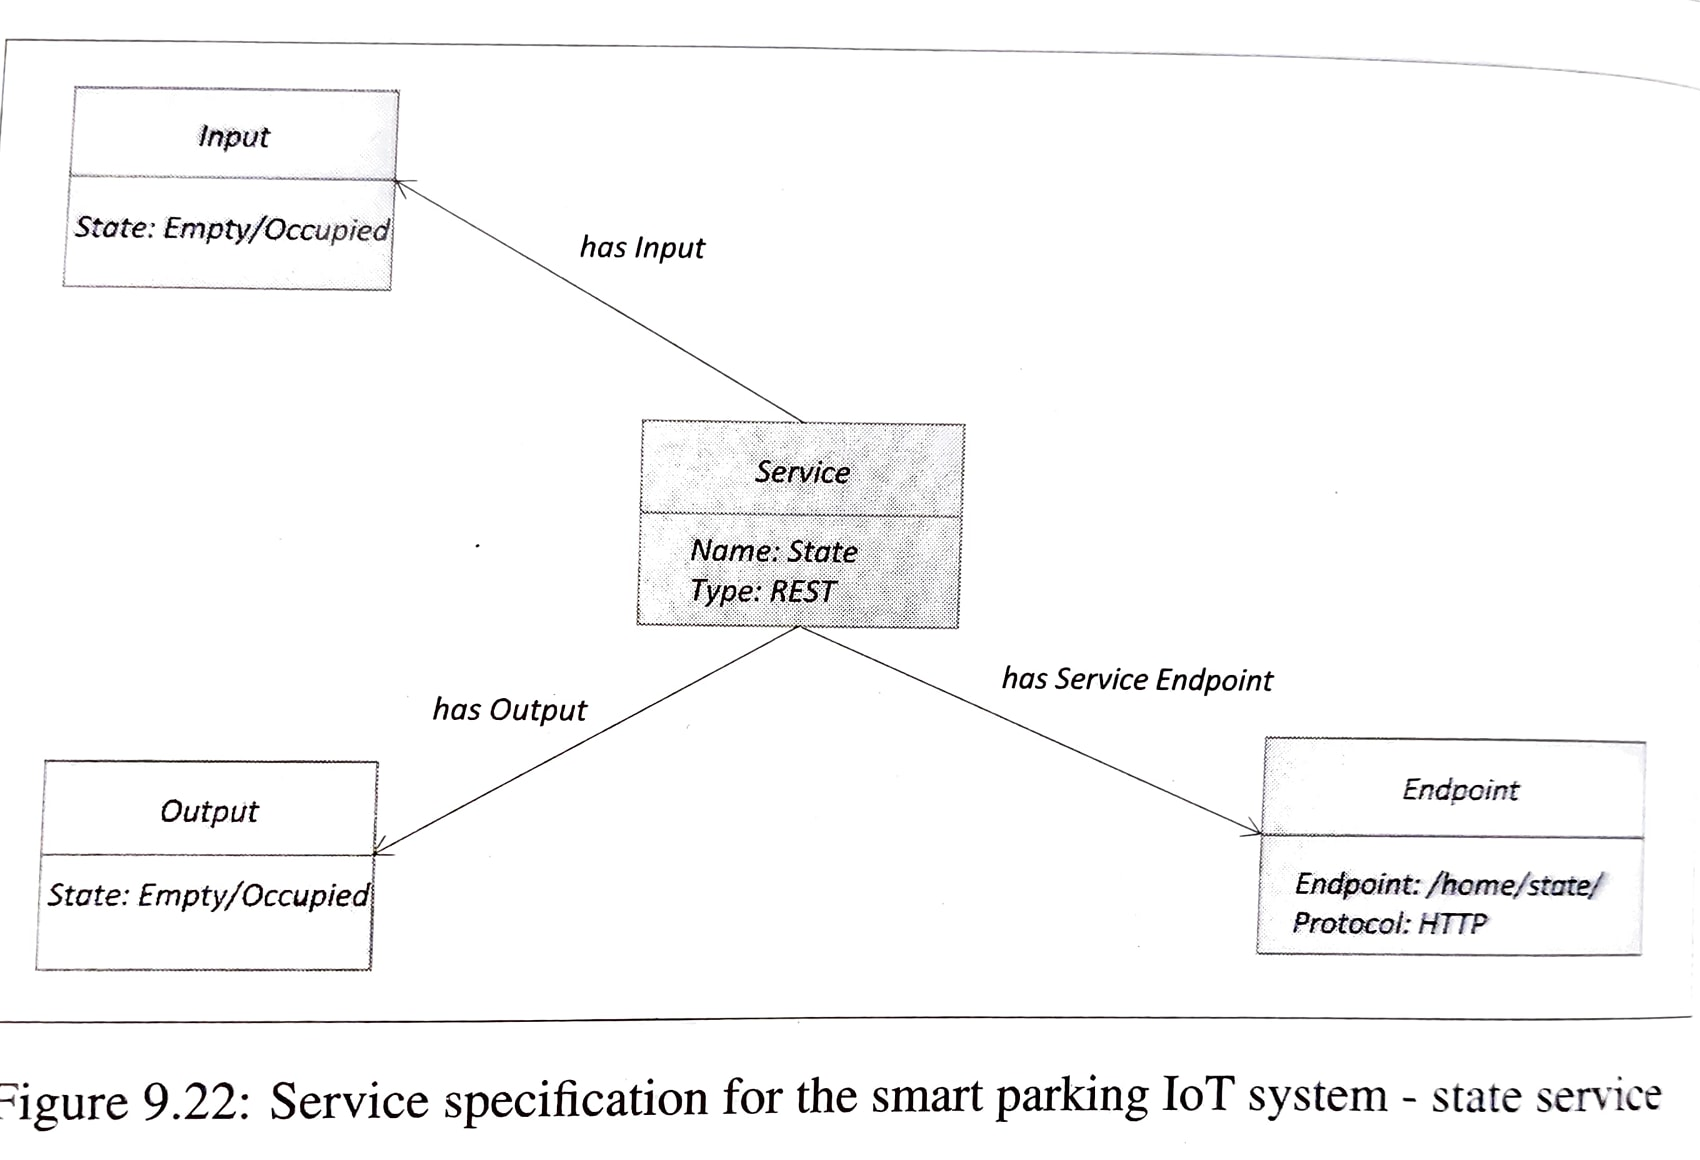 Input
State: Empty/Occupied
has Input
Service
Name: State
Type: REST
has Service Endpoint
has Output
Endpoint
Output
Endpoint: /home/state/
State: Empty/Occupied
Protocol: HTTP
Figure 9.22: Service specification for the smart parking IoT system - state service